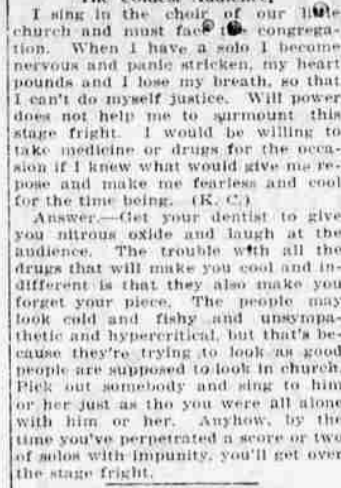 I sing in the choir of our little
church and must face the congrega-
tion. When I have a solo I become
nervous and panic stricken, my heart
pounds and I lose my breath, so that
I can't do myself justice. Will power
does not help me to surmount this
stage fright. I would be willing to
take medicine or drugs for the occa-
sion if I knew what would give me re-
pose and make me fearless and cool
for the time being. (K. C.)
Answer.—Get your dentist to give
you nitrous oxide and laugh at the
audience. The trouble with all the
drugs that will make you cool and in-
different is that they also make you
forget your piece. The people may
look cold and fishy and unsympa-
thetic and hypercritical, but that's be-
cause they're trying to look as good
people are supposed to look in church.
Pick out somebody and sing to him
or her just as tho you were all alone
with him or her. Anyhow, by the
time you've perpetrated a score or two
of solos with impunity, you'll get over
the stage fright.